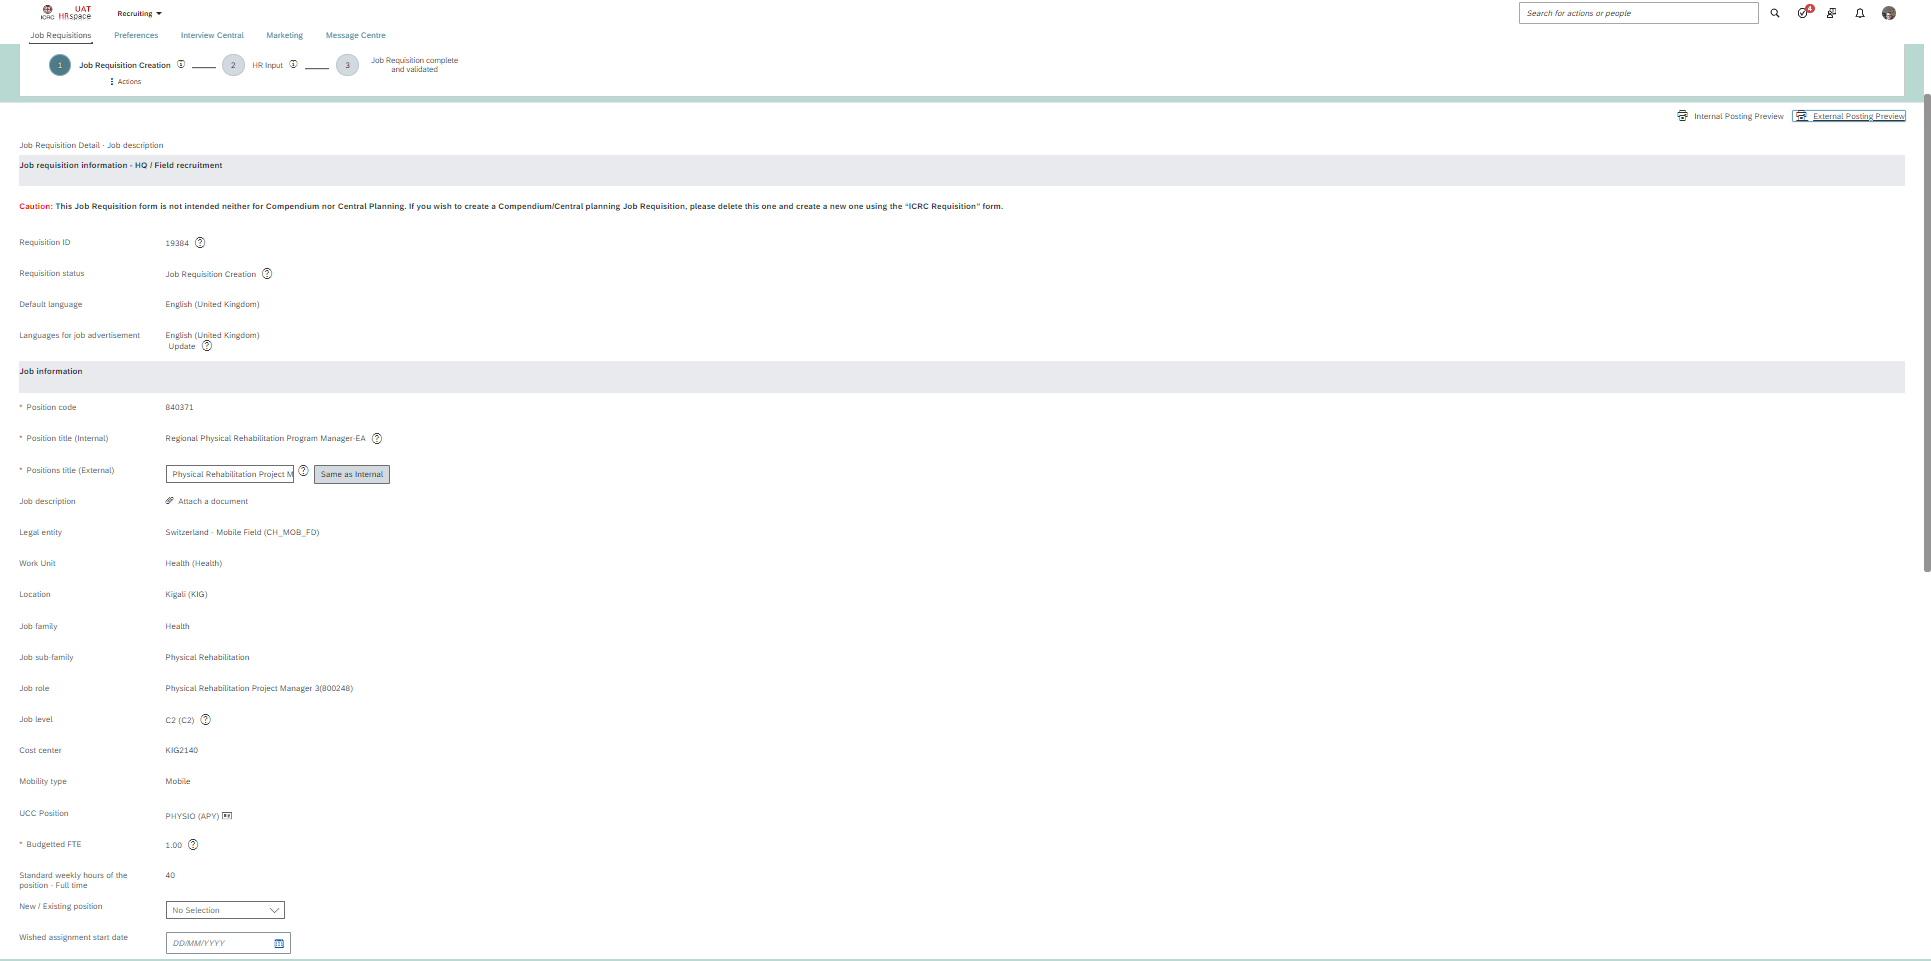 UAT
ICRC HRspace
Recruiting
Search for actions or people
4
Job Requisitions
Preferences
Interview Central
Marketing
Message Centre
1
Job Requisition Creation
2
HR Input
3
Job Requisition complete
and validated
Actions
Internal Posting Preview
External Posting Preview
Job Requisition Detail - Job description
Job requisition information - HQ / Field recruitment
Caution: This Job Requisition form is not intended neither for Compendium nor Central Planning. If you wish to create a Compendium/Central planning Job Requisition, please delete this one and create a new one using the “ICRC Requisition” form.
Requisition ID
19384
Requisition status
Job Requisition Creation
Default language
English (United Kingdom)
Languages for job advertisement
English (United Kingdom)
Update
Job information
* Position code
840371
* Position title (Internal)
Regional Physical Rehabilitation Program Manager-EA
* Positions title (External)
Physical Rehabilitation Project M
Same as Internal
Job description
Attach a document
Legal entity
Switzerland - Mobile Field (CH_MOB_FD)
Work Unit
Health (Health)
Location
Kigali (KIG)
Job family
Health
Job sub-family
Physical Rehabilitation
Job role
Physical Rehabilitation Project Manager 3(800248)
Job level
C2 (C2)
Cost center
KIG2140
Mobility type
Mobile
UCC Position
PHYSIO (APY)
* Budgetted FTE
1.00
Standard weekly hours of the
position - Full time
40
New / Existing position
No Selection
Wished assignment start date
DD/MM/YYYY